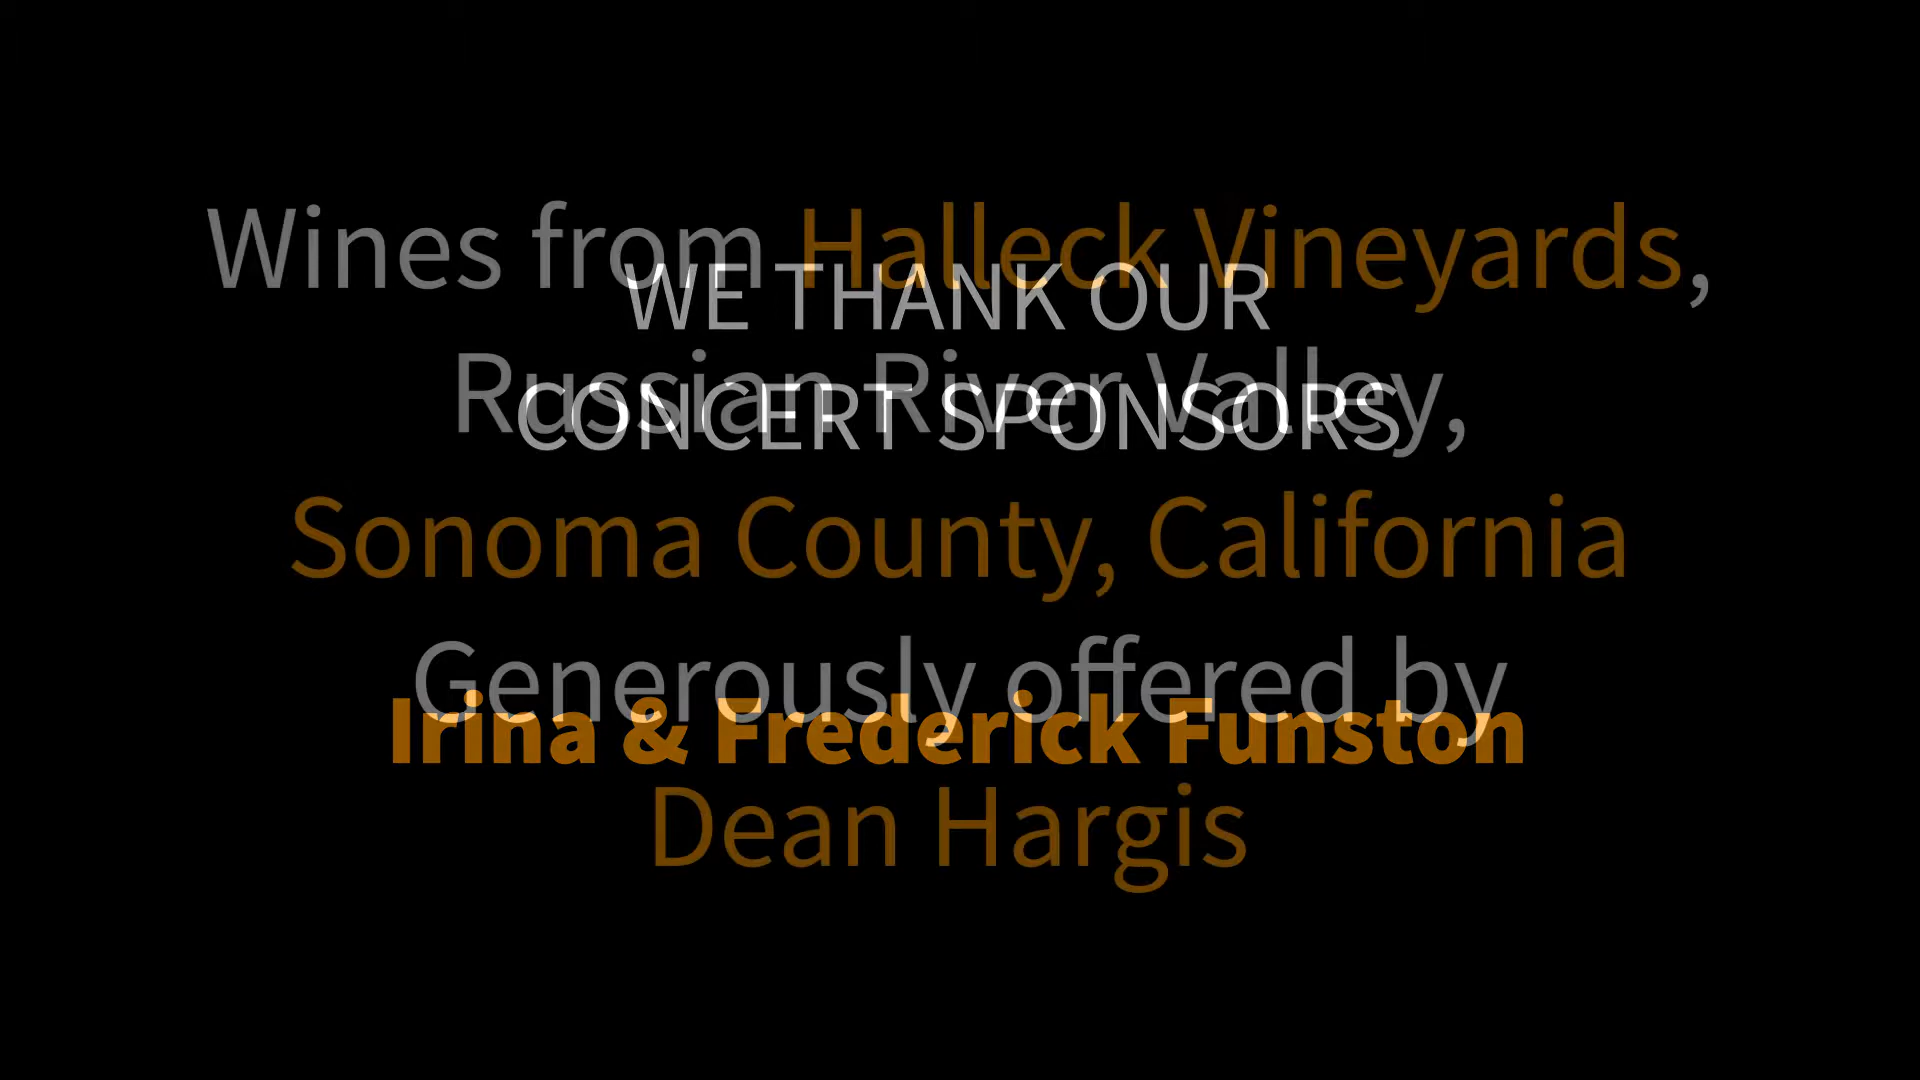 Wines from Halleck Vineyards,
WE THANK OUR
Russian River Valley,
CONCERT SPONSORS
Sonoma County, California
Generously offered by
Irina & Frederick Funston
Dean Hargis